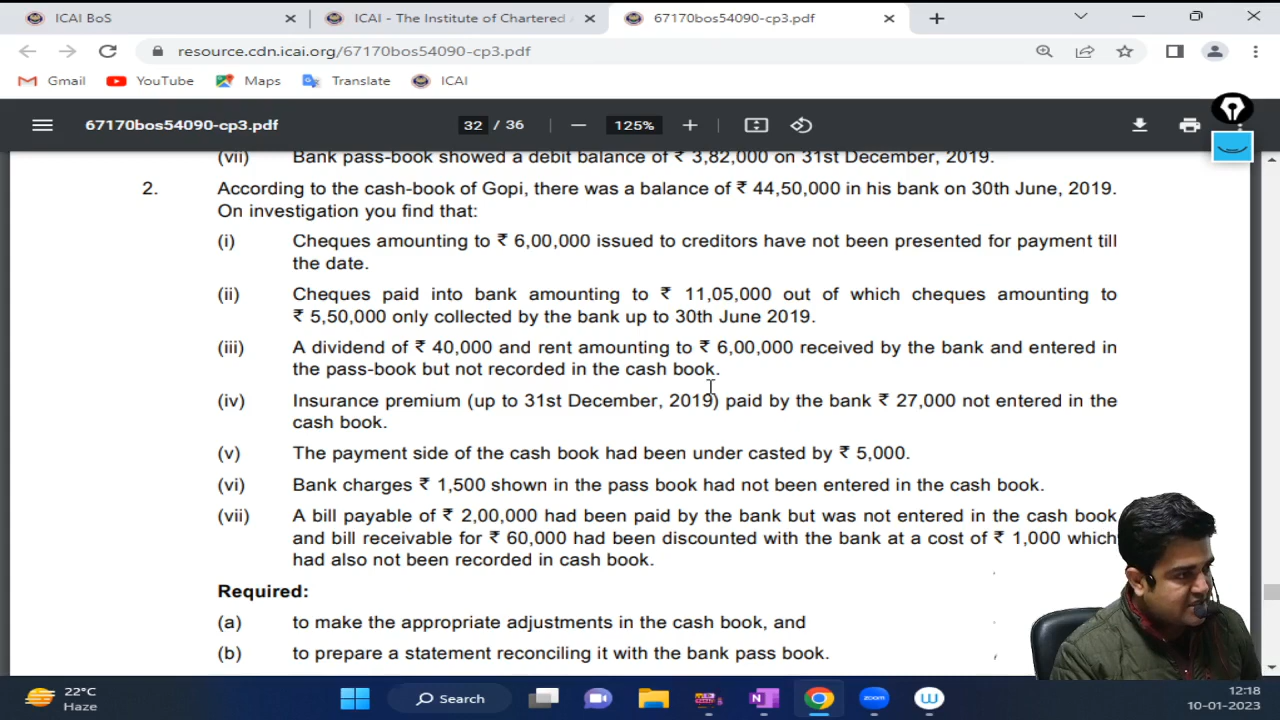 ICAI BoS
ICAI - The Institute of Chartered
67170bos54090-cp3.pdf
resource.cdn.icai.org/67170bos54090-cp3.pdf
Gmail YouTube Maps Translate ICAI
67170bos54090-cp3.pdf 32 / 36 125%
(vii) Bank pass-book showed a debit balance of ₹ 3,82,000 on 31st December, 2019.
2. According to the cash-book of Gopi, there was a balance of ₹ 44,50,000 in his bank on 30th June, 2019.
On investigation you find that:
(i) Cheques amounting to ₹ 6,00,000 issued to creditors have not been presented for payment till
the date.
(ii) Cheques paid into bank amounting to ₹ 11,05,000 out of which cheques amounting to
₹ 5,50,000 only collected by the bank up to 30th June 2019.
(iii) A dividend of ₹ 40,000 and rent amounting to ₹ 6,00,000 received by the bank and entered in
the pass-book but not recorded in the cash book.
(iv) Insurance premium (up to 31st December, 2019) paid by the bank ₹ 27,000 not entered in the
cash book.
(v) The payment side of the cash book had been under casted by ₹ 5,000.
(vi) Bank charges ₹ 1,500 shown in the pass book had not been entered in the cash book.
(vii) A bill payable of ₹ 2,00,000 had been paid by the bank but was not entered in the cash book
and bill receivable for ₹ 60,000 had been discounted with the bank at a cost of ₹ 1,000 which
had also not been recorded in cash book.
Required:
(a) to make the appropriate adjustments in the cash book, and
(b) to prepare a statement reconciling it with the bank pass book.
22°C
Haze
Search
zoom
12:18
10-01-2023